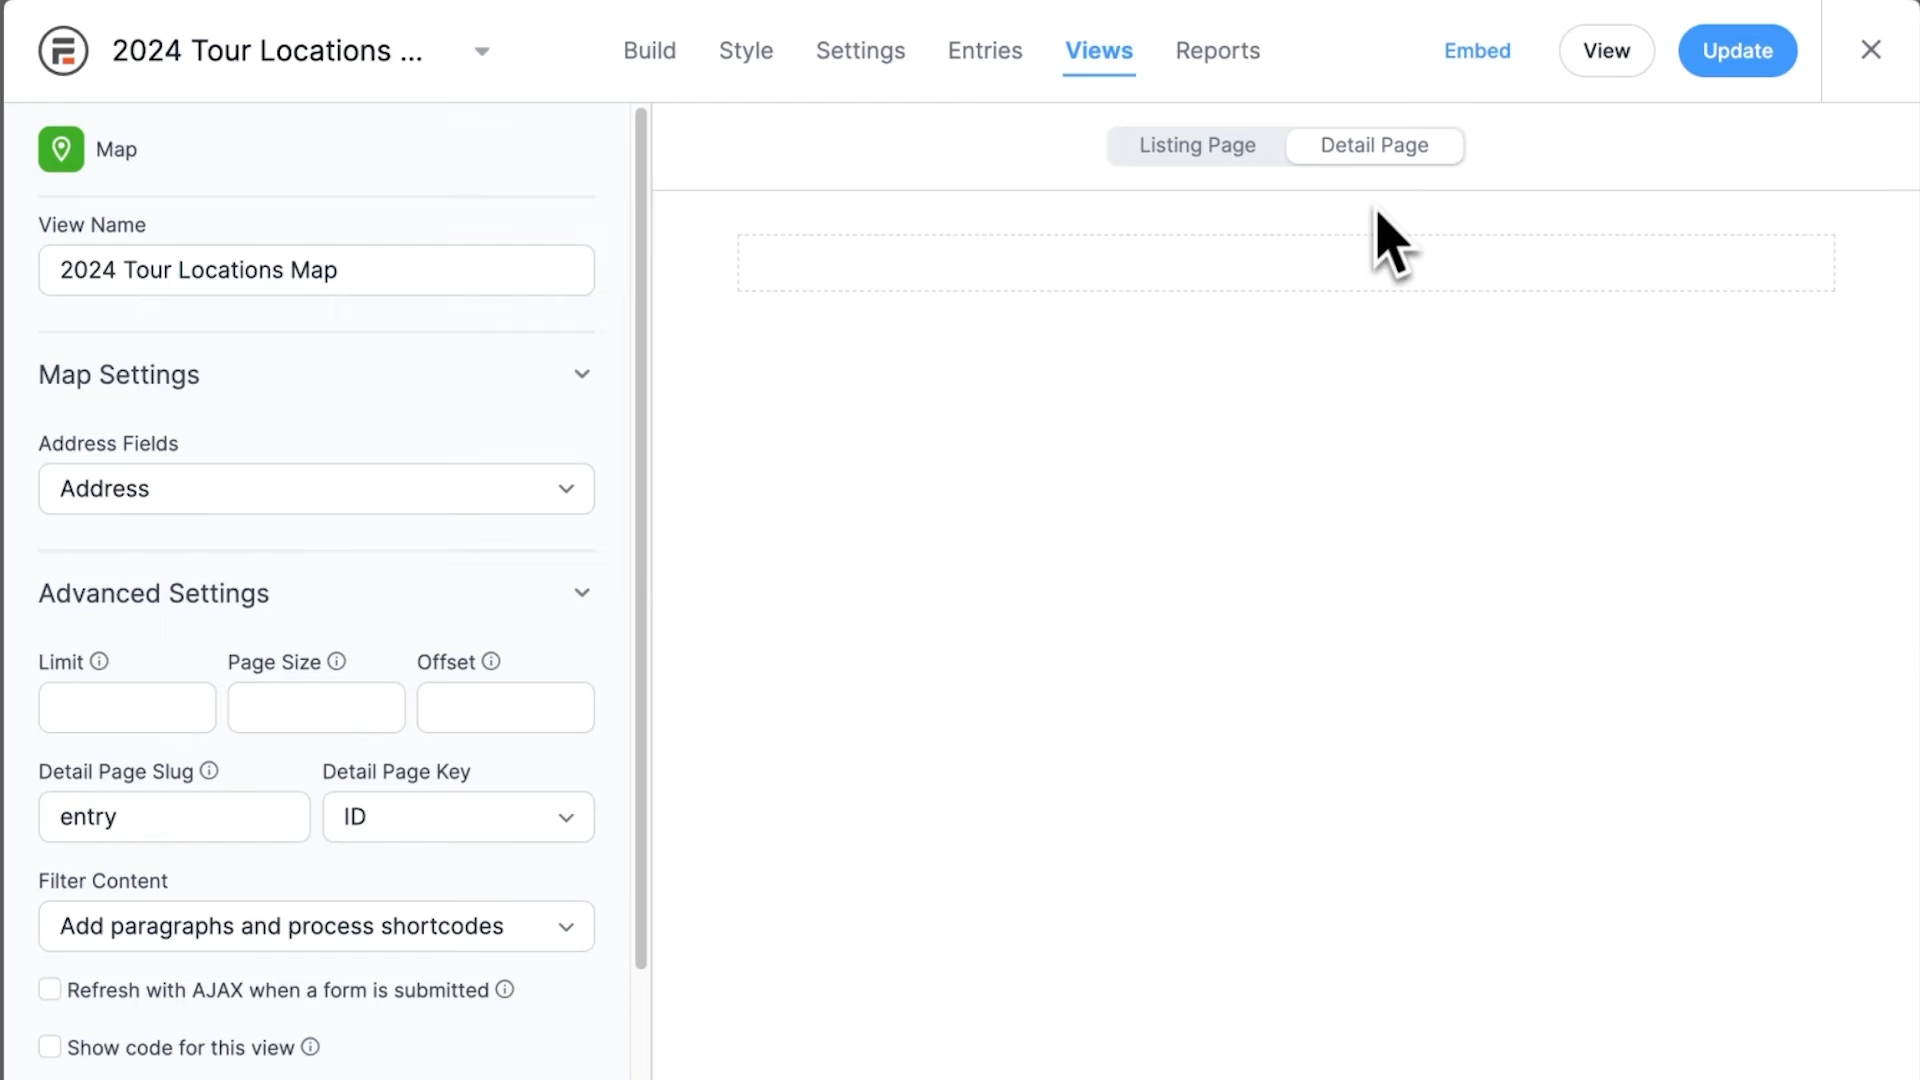 2024 Tour Locations ...
Build
Style
Settings
Entries
Views
Reports
Embed
View
Update
Map
Listing Page
Detail Page
View Name
2024 Tour Locations Map
Map Settings
Address Fields
Address
Advanced Settings
Limit
Page Size
Offset
Detail Page Slug
Detail Page Key
entry
ID
Filter Content
Add paragraphs and process shortcodes
Refresh with AJAX when a form is submitted
Show code for this view